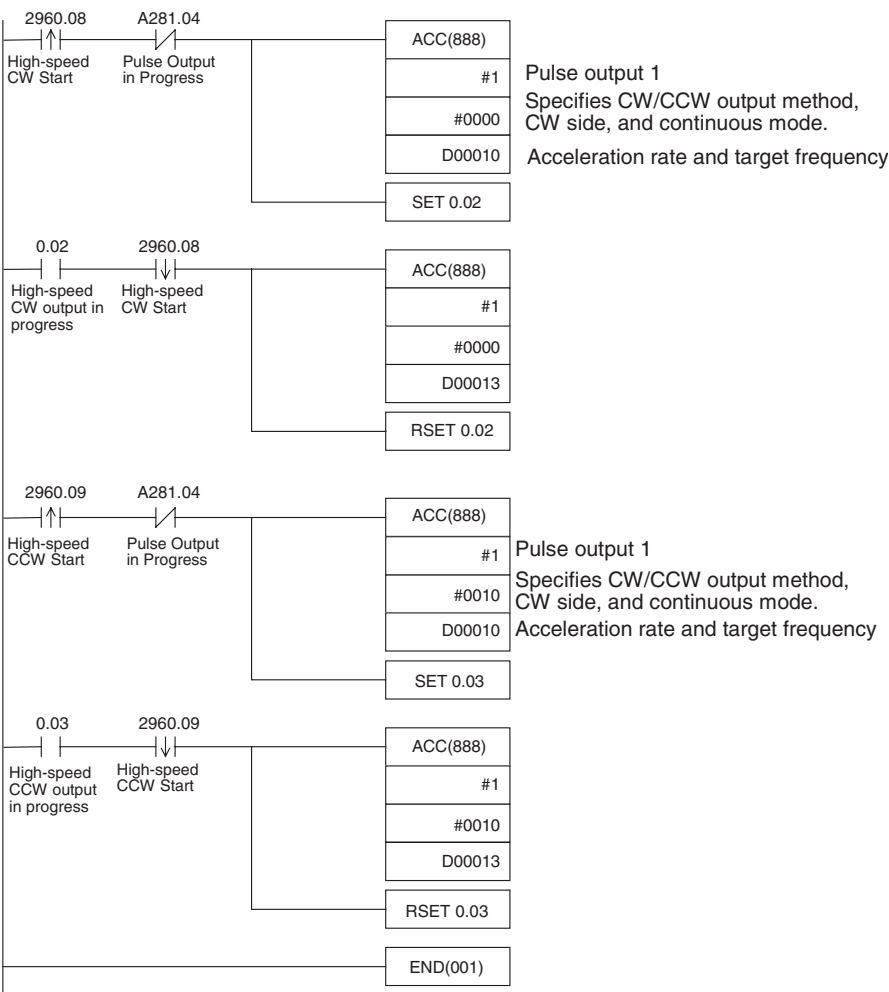 2960.08 A281.04
High-speed
CW Start
Pulse Output
in Progress
ACC(888)
#1 Pulse output 1
#0000 Specifies CW/CCW output method,
CW side, and continuous mode.
D00010 Acceleration rate and target frequency
SET 0.02
0.02 2960.08
High-speed
CW output in
progress
High-speed
CW Start
ACC(888)
#1
#0000
D00013
RSET 0.02
2960.09 A281.04
High-speed
CCW Start
Pulse Output
in Progress
ACC(888)
#1 Pulse output 1
#0010 Specifies CW/CCW output method,
CW side, and continuous mode.
D00010 Acceleration rate and target frequency
SET 0.03
0.03 2960.09
High-speed
CCW output
in progress
High-speed
CCW Start
ACC(888)
#1
#0010
D00013
RSET 0.03
END(001)